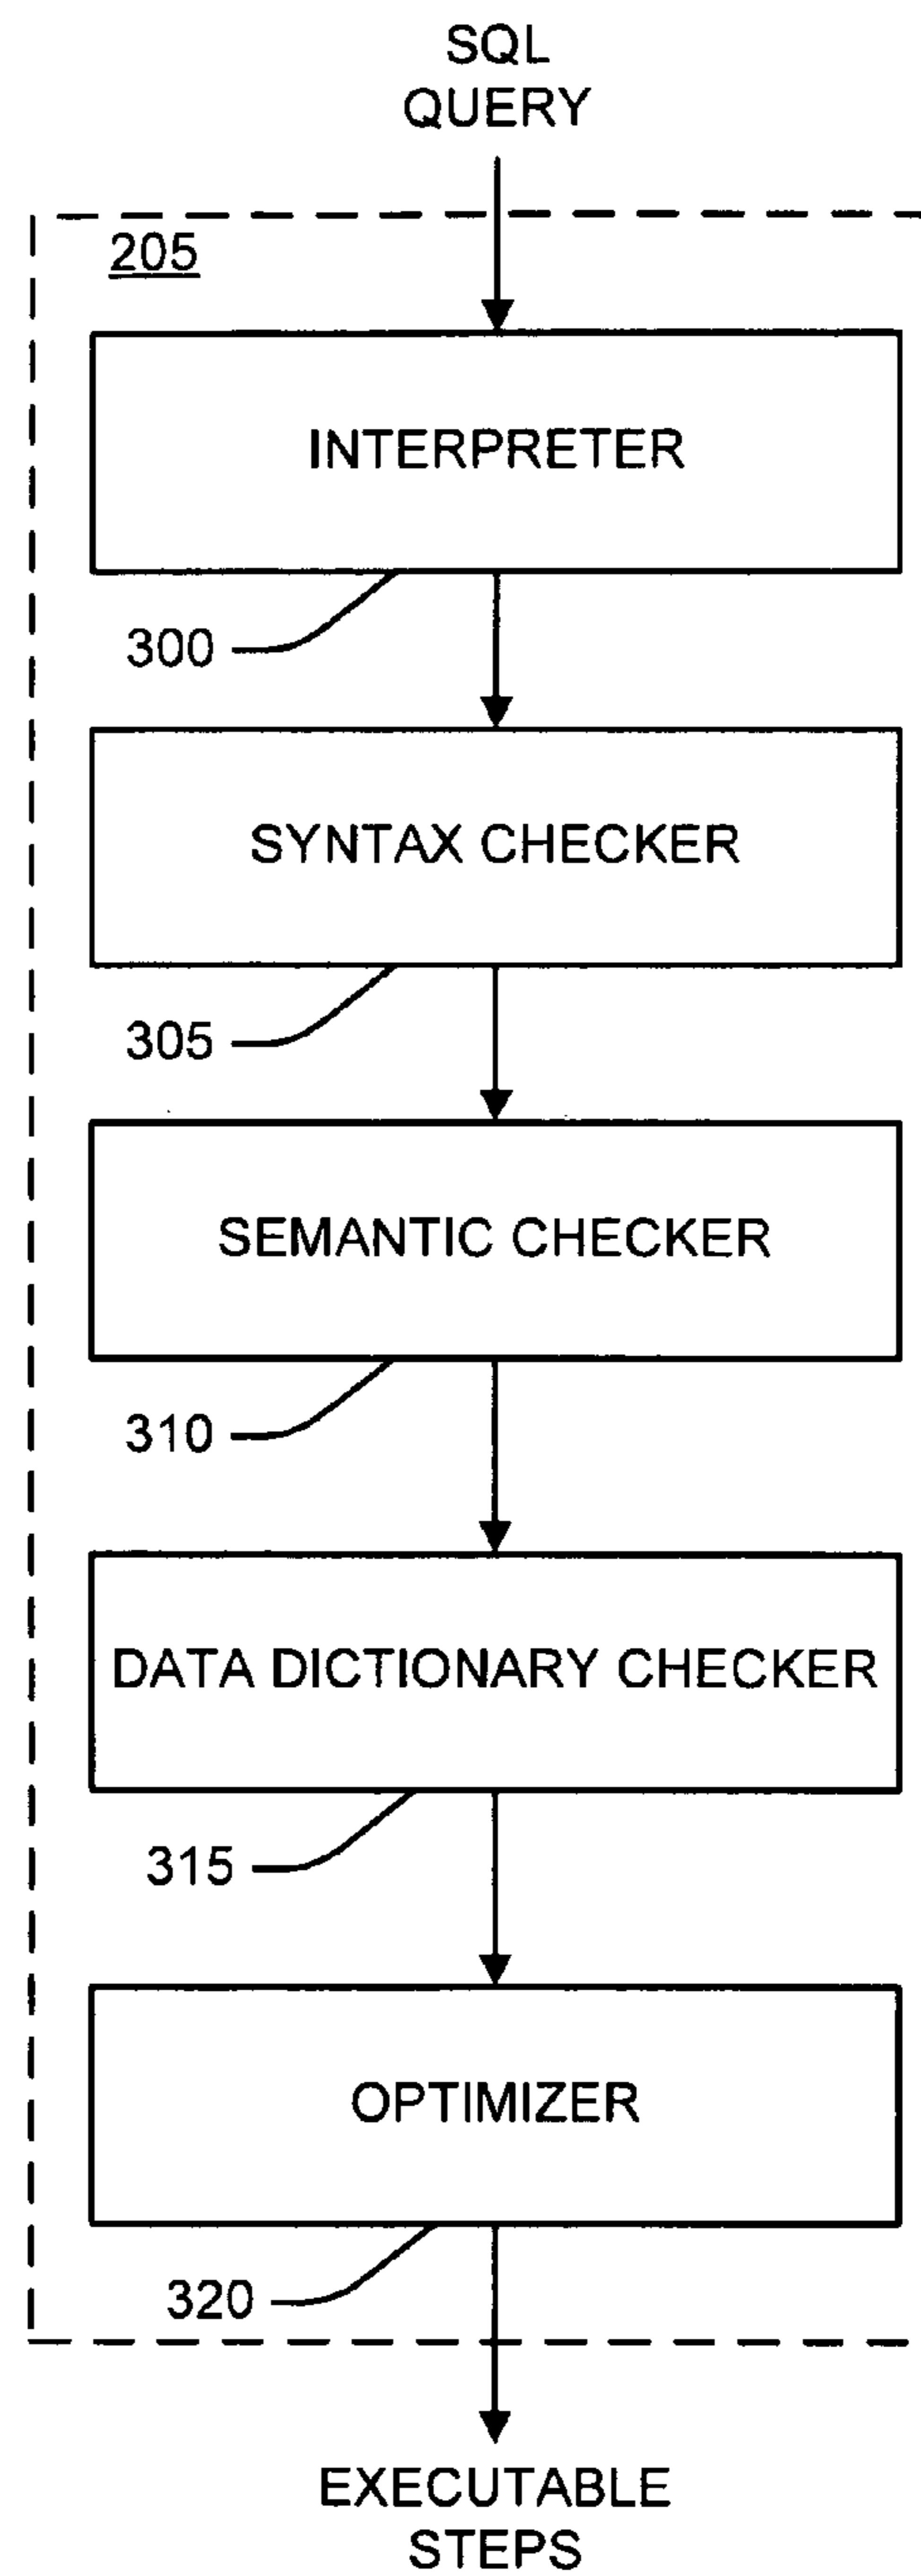 SQL
QUERY
205
INTERPRETER
300
SYNTAX CHECKER
305
SEMANTIC CHECKER
310
DATA DICTIONARY CHECKER
315
OPTIMIZER
320
EXECUTABLE
STEPS